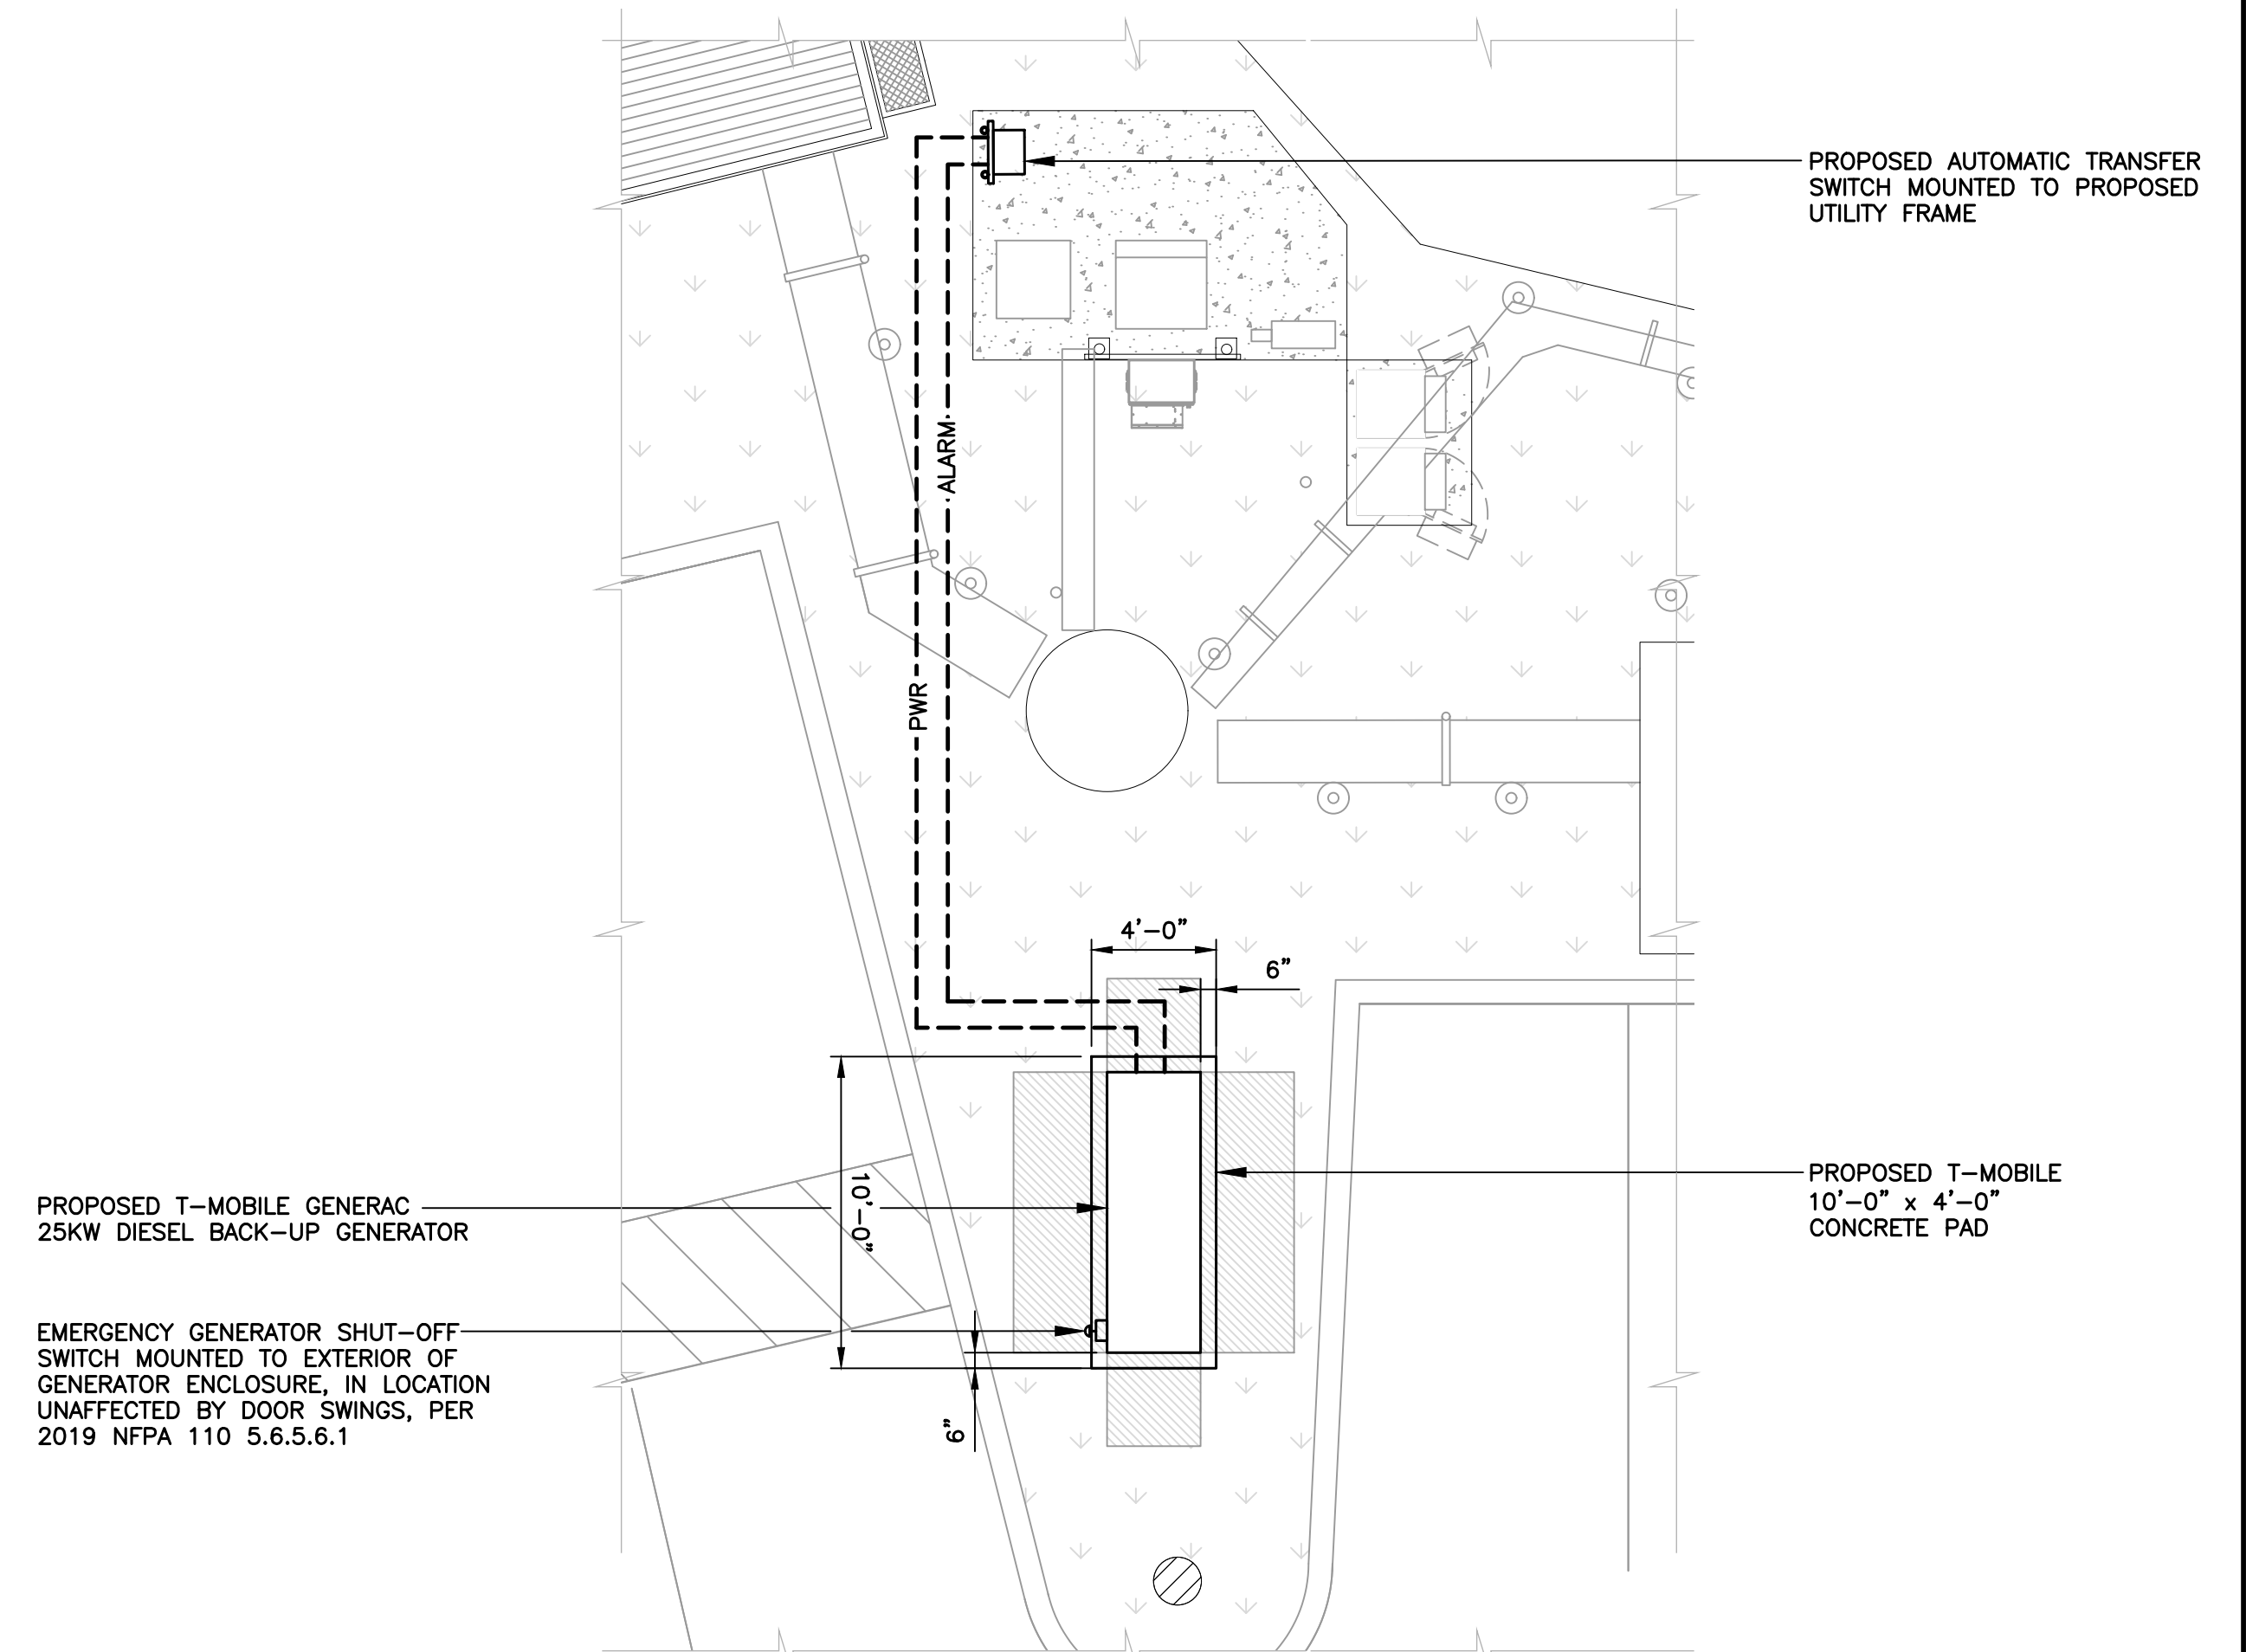 PROPOSED AUTOMATIC TRANSFER
SWITCH MOUNTED TO PROPOSED
UTILITY FRAME
ALARM
PWR
4'-0"
6"
10'-0"
PROPOSED T-MOBILE
10'-0" x 4'-0"
CONCRETE PAD
PROPOSED T-MOBILE GENERAC
25KW DIESEL BACK-UP GENERATOR
EMERGENCY GENERATOR SHUT-OFF
SWITCH MOUNTED TO EXTERIOR OF
GENERATOR ENCLOSURE, IN LOCATION
UNAFFECTED BY DOOR SWINGS, PER
2019 NFPA 110 5.6.5.6.1
6"